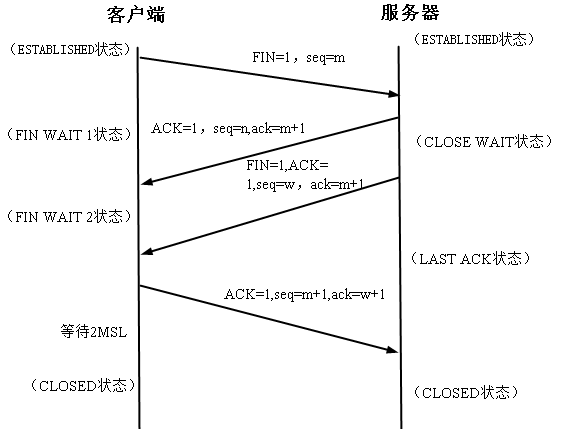 客户端
服务器
（ESTABLISHED状态）
（ESTABLISHED状态）
FIN=1，seq=m
ACK=1，seq=n,ack=m+1
（FIN WAIT 1状态）
（CLOSE WAIT状态）
FIN=1,ACK=
1,seq=w，ack=m+1
（FIN WAIT 2状态）
（LAST ACK状态）
ACK=1,seq=m+1,ack=w+1
等待2MSL
（CLOSED状态）
（CLOSED状态）